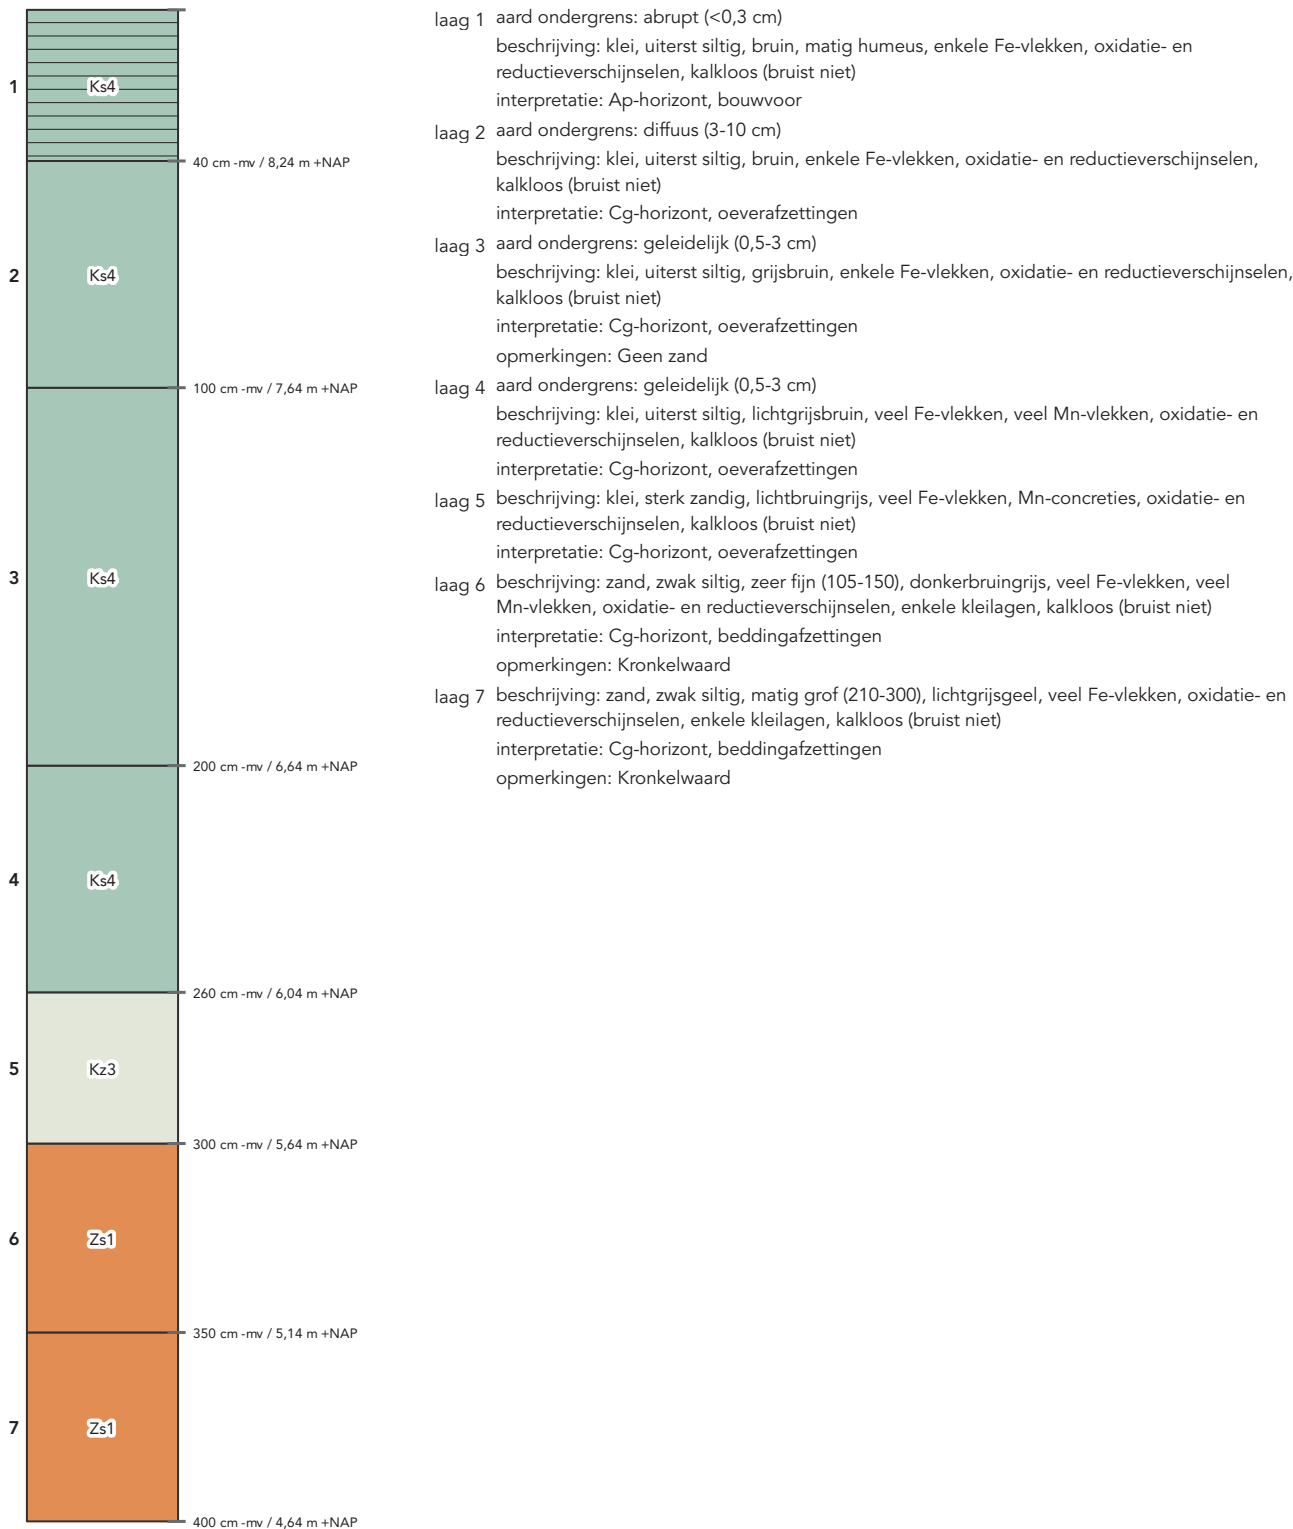 1
Ks4
40 cm -mv / 8,24 m +NAP
2
Ks4
100 cm -mv / 7,64 m +NAP
3
Ks4
200 cm -mv / 6,64 m +NAP
4
Ks4
260 cm -mv / 6,04 m +NAP
5
Kz3
300 cm -mv / 5,64 m +NAP
6
Zs1
350 cm -mv / 5,14 m +NAP
7
Zs1
400 cm -mv / 4,64 m +NAP
laag 1 aard ondergrens: abrupt (<0,3 cm)
beschrijving: klei, uiterst siltig, bruin, matig humeus, enkele Fe-vlekken, oxidatie- en
reductieverschijnselen, kalkloos (bruist niet)
interpretatie: Ap-horizont, bouwvoor
laag 2 aard ondergrens: diffuus (3-10 cm)
beschrijving: klei, uiterst siltig, bruin, enkele Fe-vlekken, oxidatie- en reductieverschijnselen,
kalkloos (bruist niet)
interpretatie: Cg-horizont, oeverafzettingen
laag 3 aard ondergrens: geleidelijk (0,5-3 cm)
beschrijving: klei, uiterst siltig, grijsbruin, enkele Fe-vlekken, oxidatie- en reductieverschijnselen,
kalkloos (bruist niet)
interpretatie: Cg-horizont, oeverafzettingen
opmerkingen: Geen zand
laag 4 aard ondergrens: geleidelijk (0,5-3 cm)
beschrijving: klei, uiterst siltig, lichtgrijsbruin, veel Fe-vlekken, veel Mn-vlekken, oxidatie- en
reductieverschijnselen, kalkloos (bruist niet)
interpretatie: Cg-horizont, oeverafzettingen
laag 5 beschrijving: klei, sterk zandig, lichtbruingrijs, veel Fe-vlekken, Mn-concreties, oxidatie- en
reductieverschijnselen, kalkloos (bruist niet)
interpretatie: Cg-horizont, oeverafzettingen
laag 6 beschrijving: zand, zwak siltig, zeer fijn (105-150), donkerbruingrijs, veel Fe-vlekken, veel
Mn-vlekken, oxidatie- en reductieverschijnselen, enkele kleilagen, kalkloos (bruist niet)
interpretatie: Cg-horizont, beddingafzettingen
opmerkingen: Kronkelwaard
laag 7 beschrijving: zand, zwak siltig, matig grof (210-300), lichtgrijsgeel, veel Fe-vlekken, oxidatie- en
reductieverschijnselen, enkele kleilagen, kalkloos (bruist niet)
interpretatie: Cg-horizont, beddingafzettingen
opmerkingen: Kronkelwaard